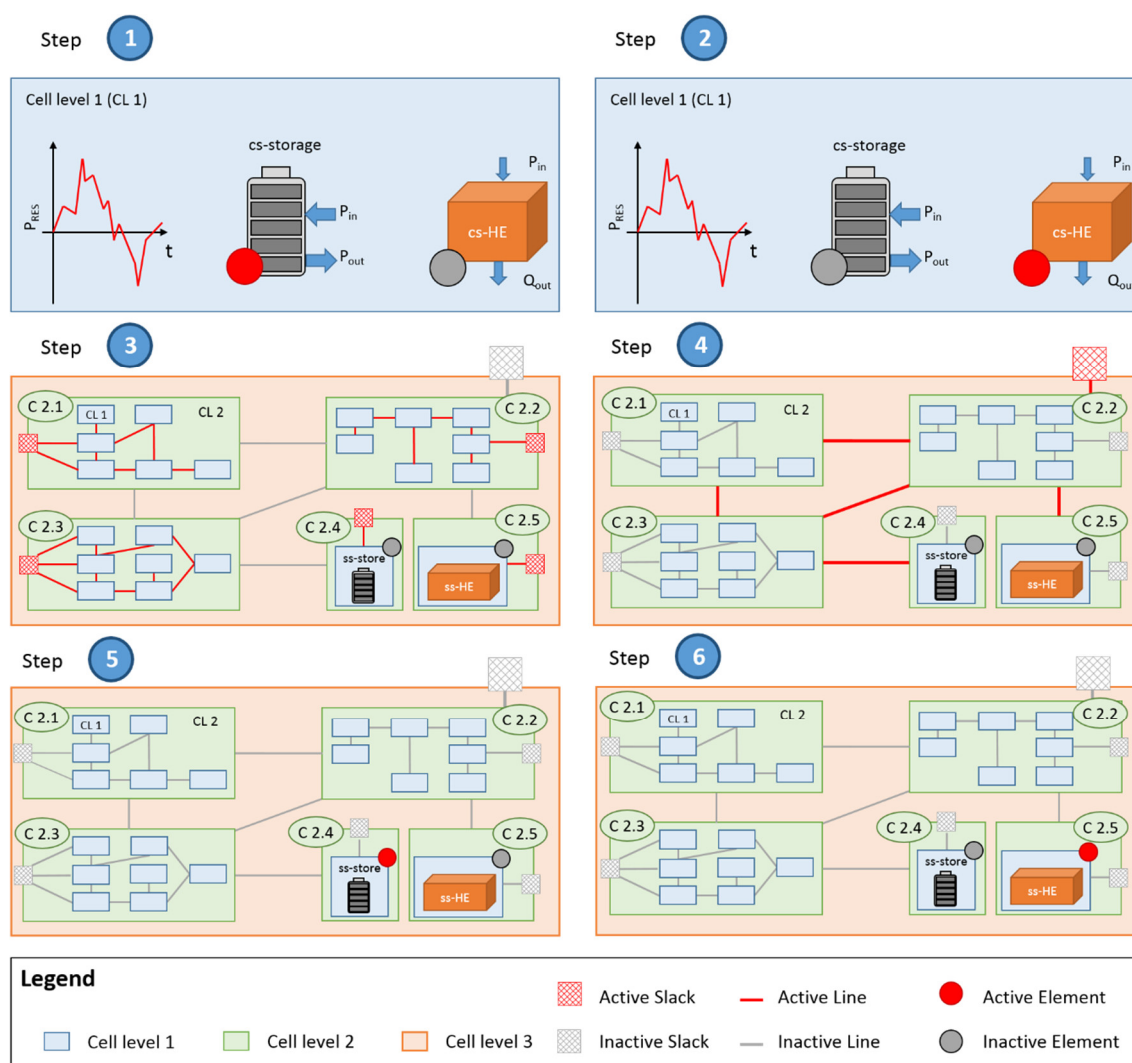 Step 1
Step 2
Cell level 1 (CL 1)
cs-storage
P_RES
t
P_in
P_out
P_in
cs-HE
Q_out
Cell level 1 (CL 1)
cs-storage
P_RES
t
P_in
P_out
P_in
cs-HE
Q_out
Step 3
Step 4
C 2.1
CL 1
CL 2
C 2.2
C 2.3
C 2.4
C 2.5
ss-store
ss-HE
C 2.1
CL 1
CL 2
C 2.2
C 2.3
C 2.4
C 2.5
ss-store
ss-HE
Step 5
Step 6
C 2.1
CL 1
CL 2
C 2.2
C 2.3
C 2.4
C 2.5
ss-store
ss-HE
C 2.1
CL 1
CL 2
C 2.2
C 2.3
C 2.4
C 2.5
ss-store
ss-HE
Legend
Active Slack
Active Line
Active Element
Cell level 1
Cell level 2
Cell level 3
Inactive Slack
Inactive Line
Inactive Element